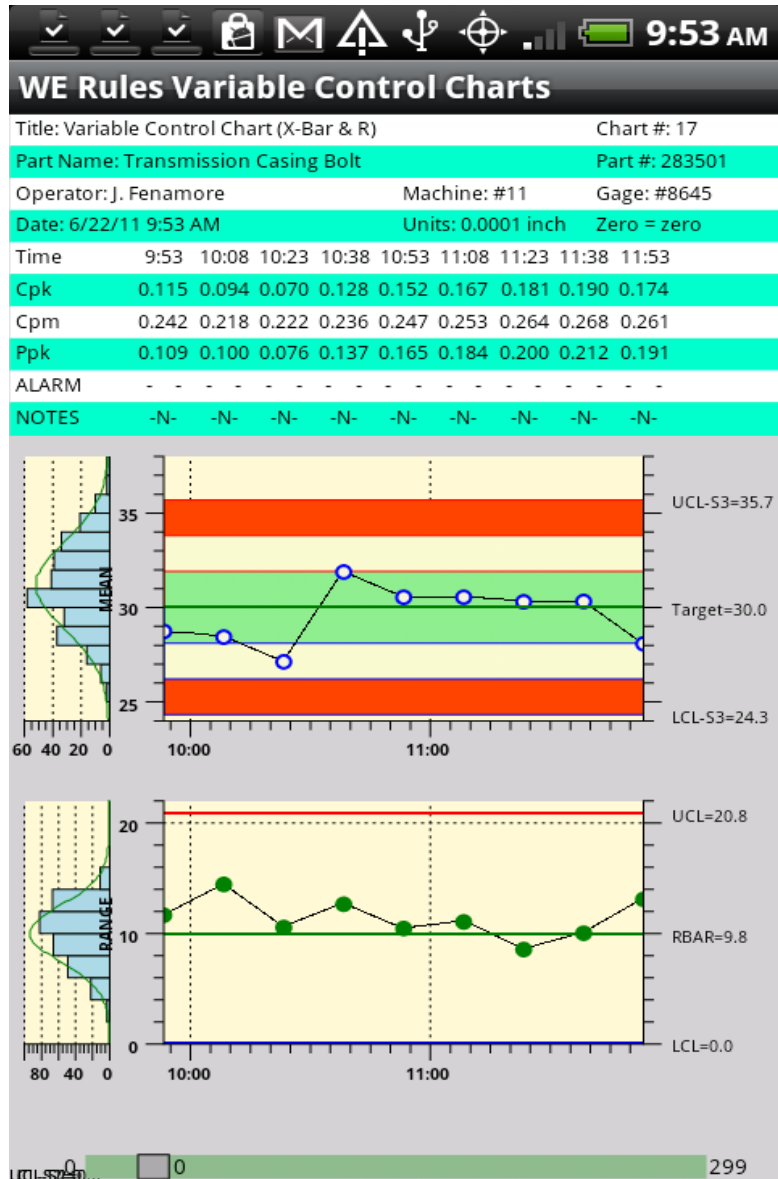 9:53 AM
WE Rules Variable Control Charts
Title: Variable Control Chart (X-Bar & R) Chart #: 17
Part Name: Transmission Casing Bolt Part #: 283501
Operator: J. Fenamore Machine: #11 Gage: #8645
Date: 6/22/11 9:53 AM Units: 0.0001 inch Zero = zero
Time 9:53 10:08 10:23 10:38 10:53 11:08 11:23 11:38 11:53
Cpk 0.115 0.094 0.070 0.128 0.152 0.167 0.181 0.190 0.174
Cpm 0.242 0.218 0.222 0.236 0.247 0.253 0.264 0.268 0.261
Ppk 0.109 0.100 0.076 0.137 0.165 0.184 0.200 0.212 0.191
ALARM - - - - - - - - - - - - - - - - - -
NOTES -N- -N- -N- -N- -N- -N- -N- -N- -N-
UCL-S3=35.7
35
MEAN
30
Target=30.0
25
LCL-S3=24.3
60 40 20 0
10:00 11:00
UCL=20.8
20
RANGE
10
RBAR=9.8
0
LCL=0.0
80 40 0
10:00 11:00
0 0 299